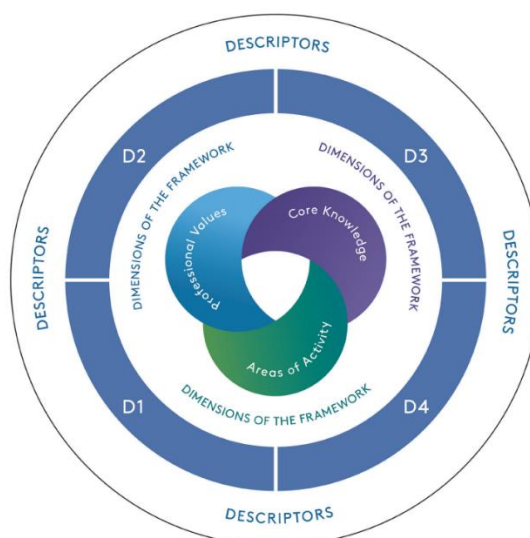 DESCRIPTORS
D2
D3
DIMENSIONS OF THE FRAMEWORK
DIMENSIONS OF THE FRAMEWORK
Professional Values
Core Knowledge
DESCRIPTORS
DESCRIPTORS
Areas of Activity
DIMENSIONS OF THE FRAMEWORK
D1
D4
DESCRIPTORS